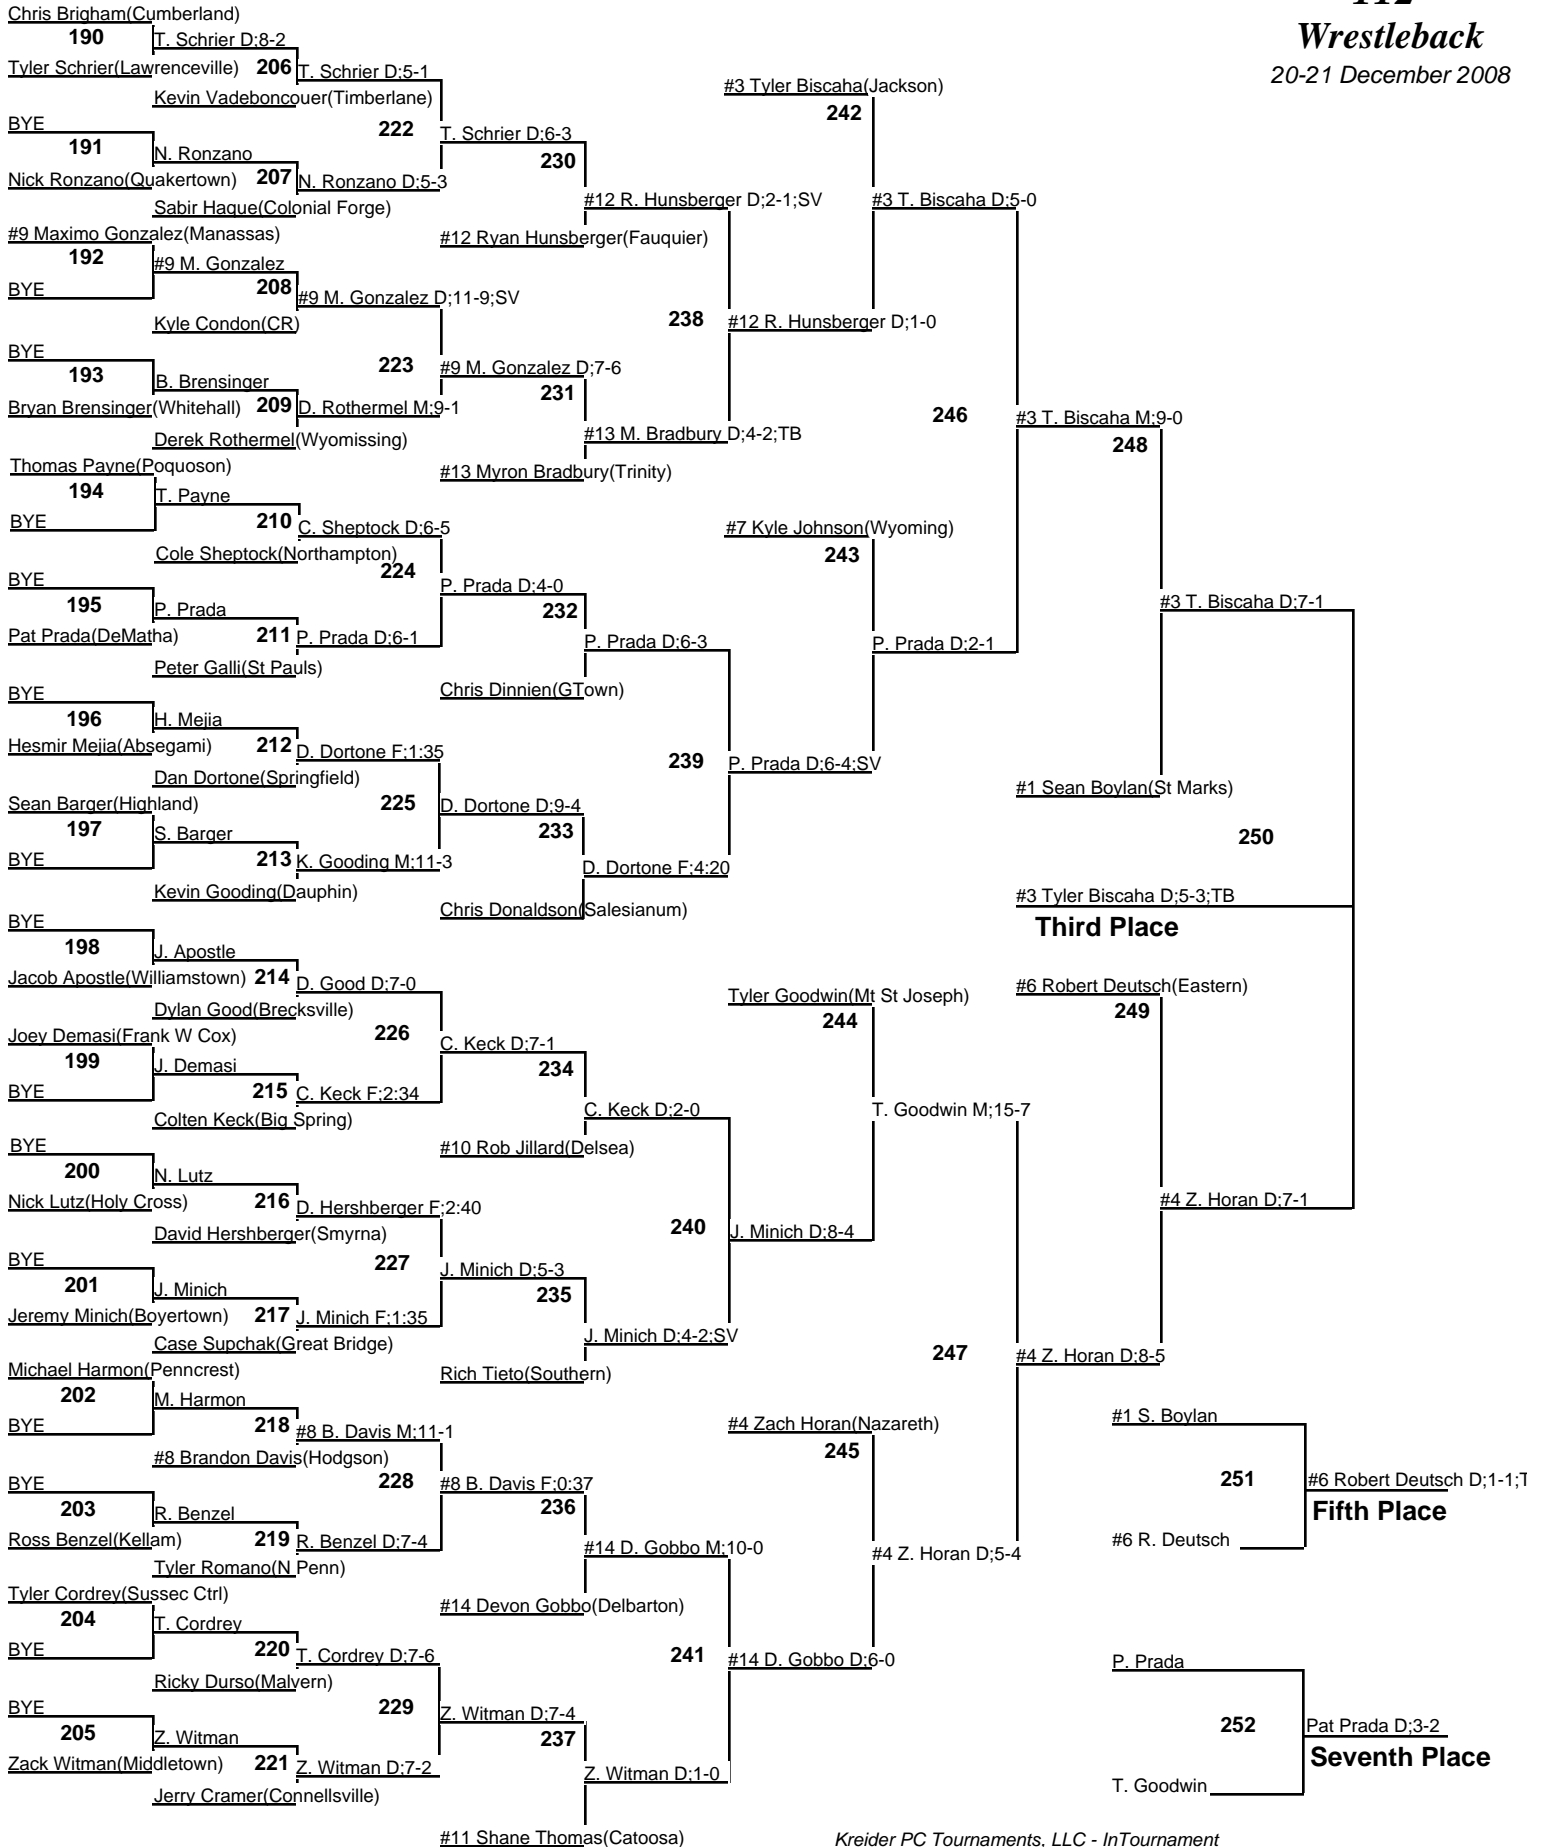 Wrestleback
20-21 December 2008
Chris Brigham(Cumberland)
190
T. Schrier D;8-2
Tyler Schrier(Lawrenceville)
206
T. Schrier D;5-1
Kevin Vadeboncouer(Timberlane)
BYE
222
T. Schrier D;6-3
191
N. Ronzano
230
Nick Ronzano(Quakertown)
207
N. Ronzano D;5-3
Sabir Haque(Colonial Forge)
#12 R. Hunsberger D;2-1;SV
#12 Ryan Hunsberger(Fauquier)
#9 Maximo Gonzalez(Manassas)
192
#9 M. Gonzalez
BYE
208
#9 M. Gonzalez D;11-9;SV
Kyle Condon(CR)
238
#12 R. Hunsberger D;1-0
BYE
223
#9 M. Gonzalez D;7-6
193
B. Brensinger
231
Bryan Brensinger(Whitehall)
209
D. Rothermel M;9-1
Derek Rothermel(Wyomissing)
#13 M. Bradbury D;4-2;TB
#13 Myron Bradbury(Trinity)
#3 Tyler Biscaha(Jackson)
242
#3 T. Biscaha D;5-0
Thomas Payne(Poquoson)
194
T. Payne
BYE
210
C. Sheptock D;6-5
Cole Sheptock(Northampton)
224
P. Prada D;4-0
BYE
195
P. Prada
232
Pat Prada(DeMatha)
211
P. Prada D;6-1
Peter Galli(St Pauls)
P. Prada D;6-3
Chris Dinnien(GTown)
BYE
196
H. Mejia
Hesmir Mejia(Absegami)
212
D. Dortone F;1:35
Dan Dortone(Springfield)
239
P. Prada D;6-4;SV
Sean Barger(Highland)
225
D. Dortone D;9-4
197
S. Barger
233
BYE
213
K. Gooding M;11-3
Kevin Gooding(Dauphin)
D. Dortone F;4:20
Chris Donaldson(Salesianum)
#7 Kyle Johnson(Wyoming)
243
P. Prada D;2-1
246
#3 T. Biscaha M;9-0
248
#3 T. Biscaha D;7-1
#1 Sean Boylan(St Marks)
250
#3 Tyler Biscaha D;5-3;TB
Third Place
BYE
198
J. Apostle
Jacob Apostle(Williamstown)
214
D. Good D;7-0
Dylan Good(Brecksville)
Joey Demasi(Frank W Cox)
226
C. Keck D;7-1
199
J. Demasi
234
BYE
215
C. Keck F;2:34
Colten Keck(Big Spring)
C. Keck D;2-0
#10 Rob Jillard(Delsea)
BYE
200
N. Lutz
Nick Lutz(Holy Cross)
216
D. Hershberger F;2:40
David Hershberger(Smyrna)
240
J. Minich D;8-4
BYE
227
J. Minich D;5-3
201
J. Minich
235
Jeremy Minich(Boyertown)
217
J. Minich F;1:35
Case Supchak(Great Bridge)
J. Minich D;4-2;SV
Rich Tieto(Southern)
Tyler Goodwin(Mt St Joseph)
244
T. Goodwin M;15-7
#6 Robert Deutsch(Eastern)
249
#4 Z. Horan D;7-1
247
#4 Z. Horan D;8-5
Michael Harmon(Penncrest)
202
M. Harmon
BYE
218
#8 B. Davis M;11-1
#8 Brandon Davis(Hodgson)
BYE
228
#8 B. Davis F;0:37
203
R. Benzel
236
Ross Benzel(Kellam)
219
R. Benzel D;7-4
Tyler Romano(N Penn)
#14 D. Gobbo M;10-0
#14 Devon Gobbo(Delbarton)
Tyler Cordrey(Sussec Ctrl)
204
T. Cordrey
BYE
220
T. Cordrey D;7-6
Ricky Durso(Malvern)
241
#14 D. Gobbo D;6-0
BYE
229
Z. Witman D;7-4
205
Z. Witman
237
Zack Witman(Middletown)
221
Z. Witman D;7-2
Jerry Cramer(Connellsville)
Z. Witman D;1-0
#11 Shane Thomas(Catoosa)
#4 Zach Horan(Nazareth)
245
#4 Z. Horan D;5-4
#1 S. Boylan
251
#6 Robert Deutsch D;1-1;T
Fifth Place
#6 R. Deutsch
P. Prada
252
Pat Prada D;3-2
Seventh Place
T. Goodwin
Kreider PC Tournaments, LLC - InTournament